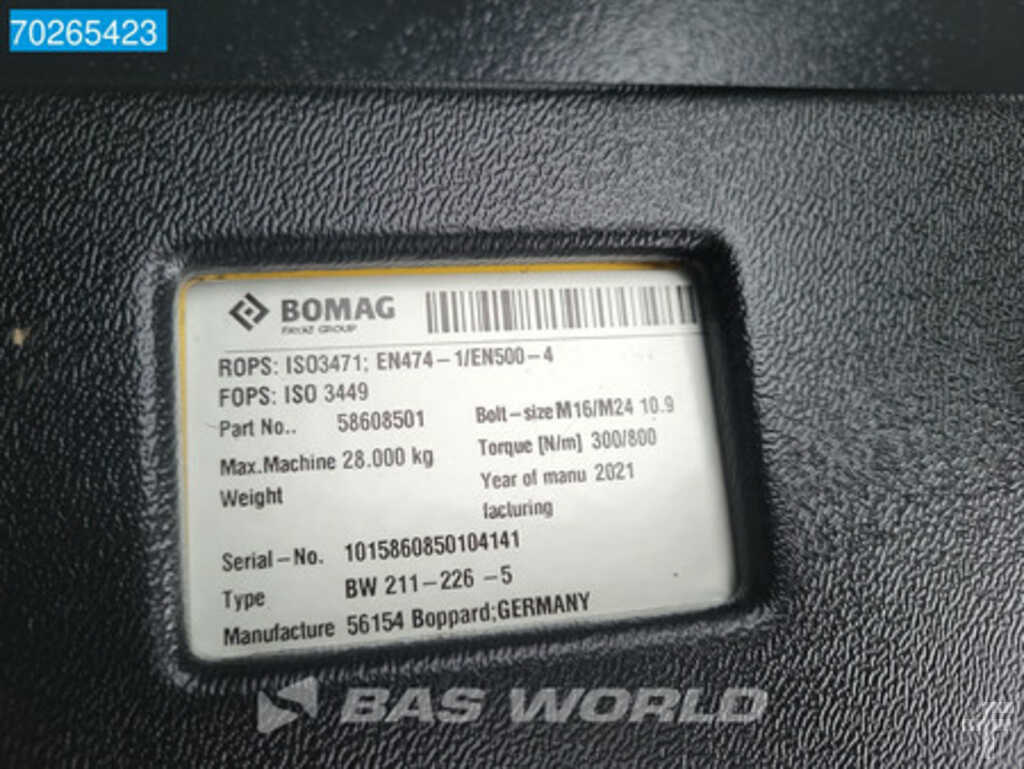 70265423
BOMAG
FAYAT GROUP
ROPS: ISO3471; EN474-1/EN500-4
FOPS: ISO 3449
Part No.. 58608501 Bolt-size M16/M24 10.9
Max.Machine 28.000 kg Torque [N/m] 300/800
Weight Year of manu 2021
facturing
Serial-No. 1015860850104141
Type BW 211-226 -5
Manufacture 56154 Boppard;GERMANY
BAS WORLD